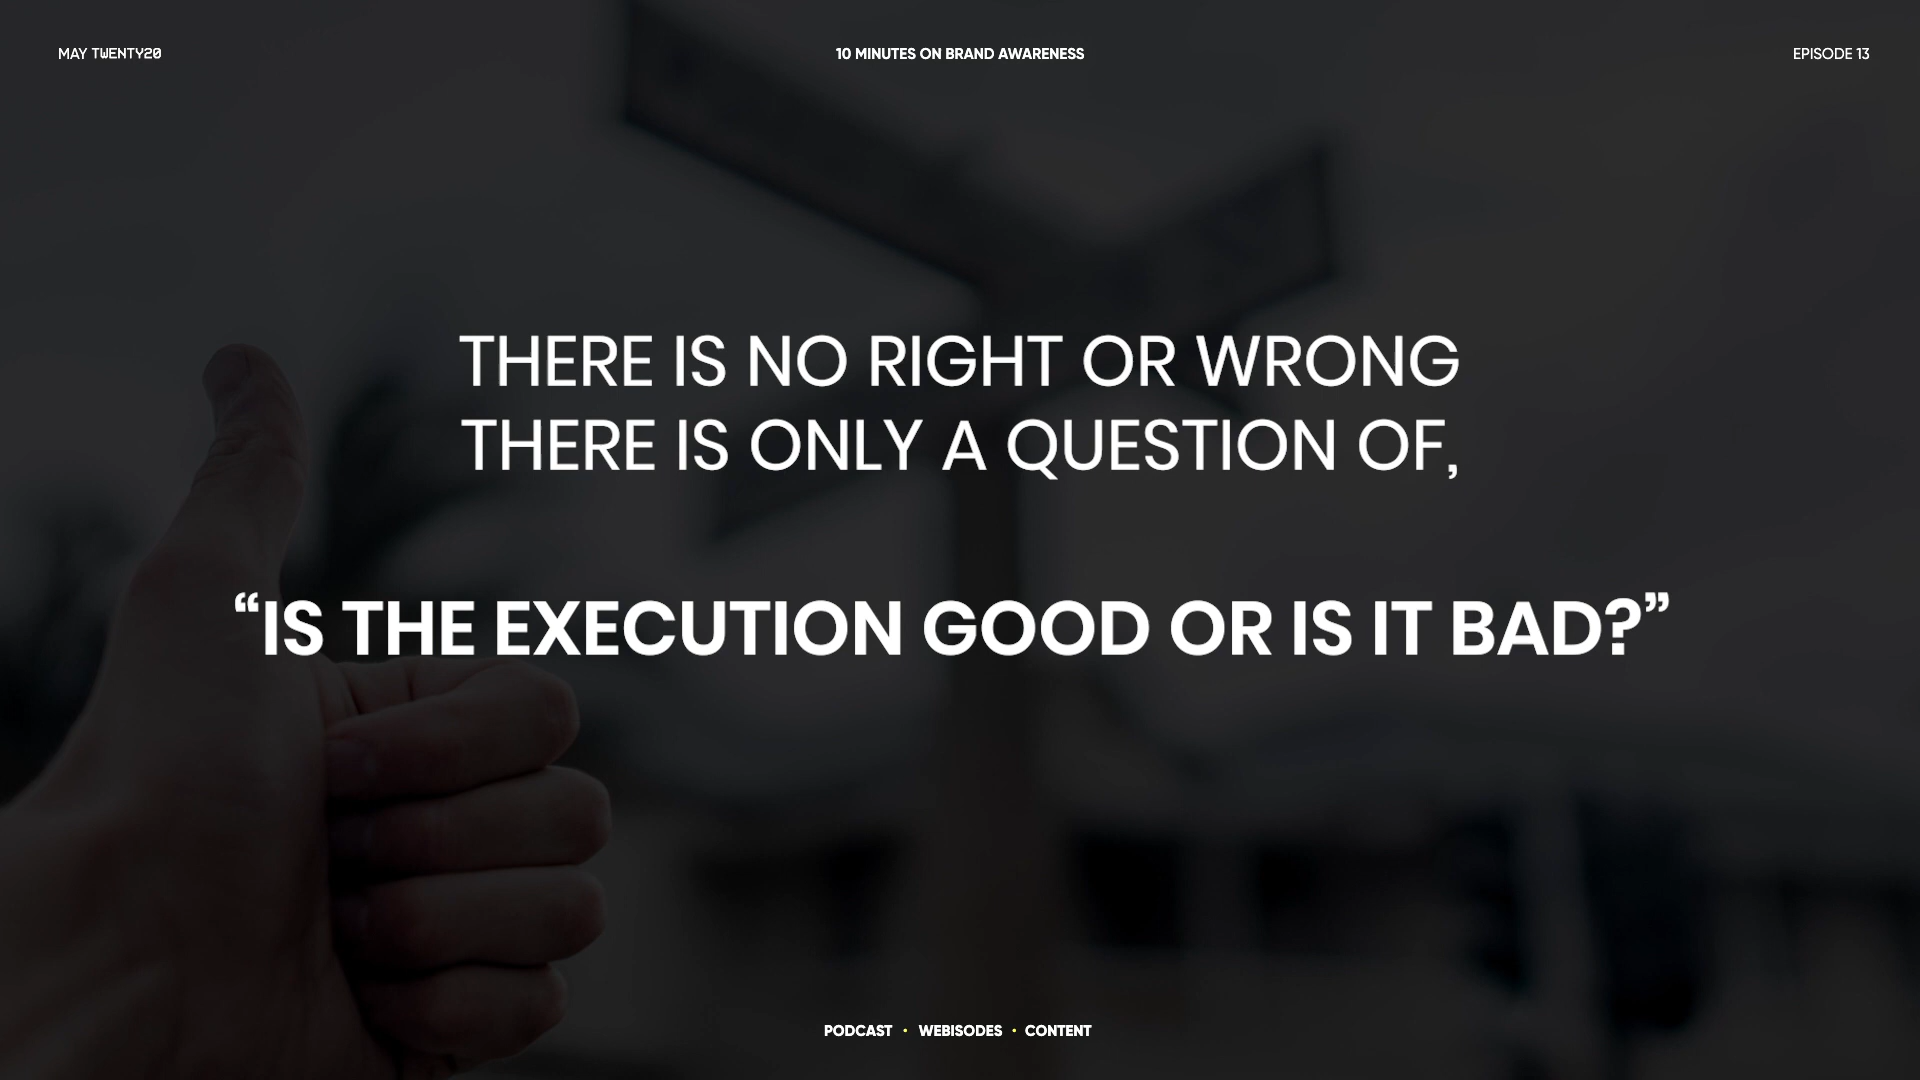 MAY TWENTY20
10 MINUTES ON BRAND AWARENESS
EPISODE 13
THERE IS NO RIGHT OR WRONG
THERE IS ONLY A QUESTION OF,
“IS THE EXECUTION GOOD OR IS IT BAD?”
PODCAST • WEBISODES • CONTENT